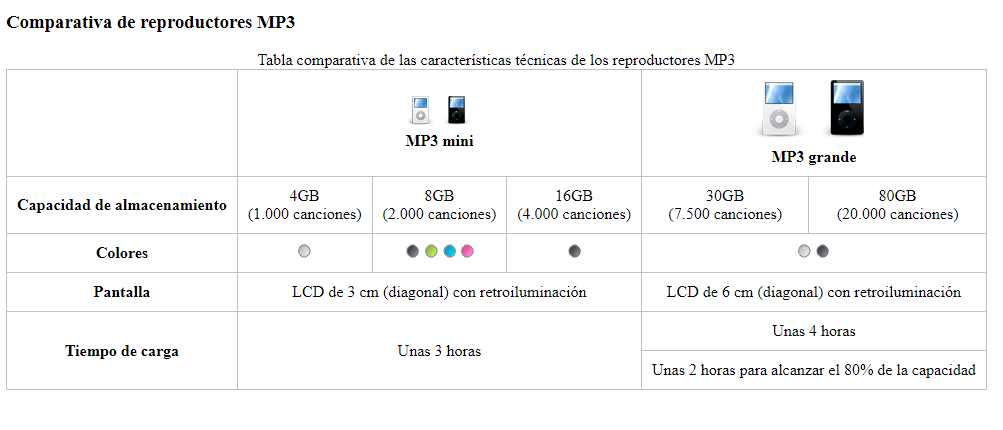 Comparativa de reproductores MP3
Tabla comparativa de las características técnicas de los reproductores MP3
MP3 mini
MP3 grande
Capacidad de almacenamiento
4GB
(1.000 canciones)
8GB
(2.000 canciones)
16GB
(4.000 canciones)
30GB
(7.500 canciones)
80GB
(20.000 canciones)
Colores
Pantalla
LCD de 3 cm (diagonal) con retroiluminación
LCD de 6 cm (diagonal) con retroiluminación
Tiempo de carga
Unas 3 horas
Unas 4 horas
Unas 2 horas para alcanzar el 80% de la capacidad